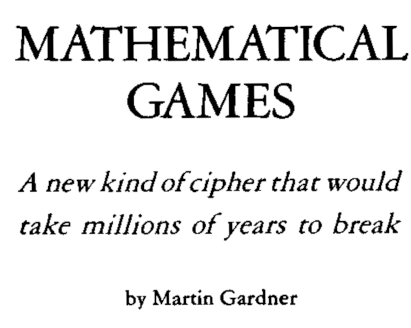 MATHEMATICAL
GAMES
A new kind of cipher that would
take millions of years to break
by Martin Gardner